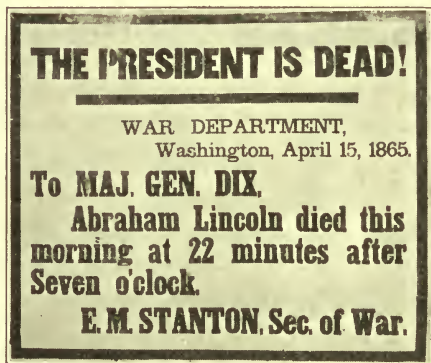 THE PRESIDENT IS DEAD!
WAR DEPARTMENT,
Washington, April 15, 1865.
To MAJ. GEN. DIX,
Abraham Lincoln died this
morning at 22 minutes after
Seven o'clock.
E. M. STANTON, Sec. of War.